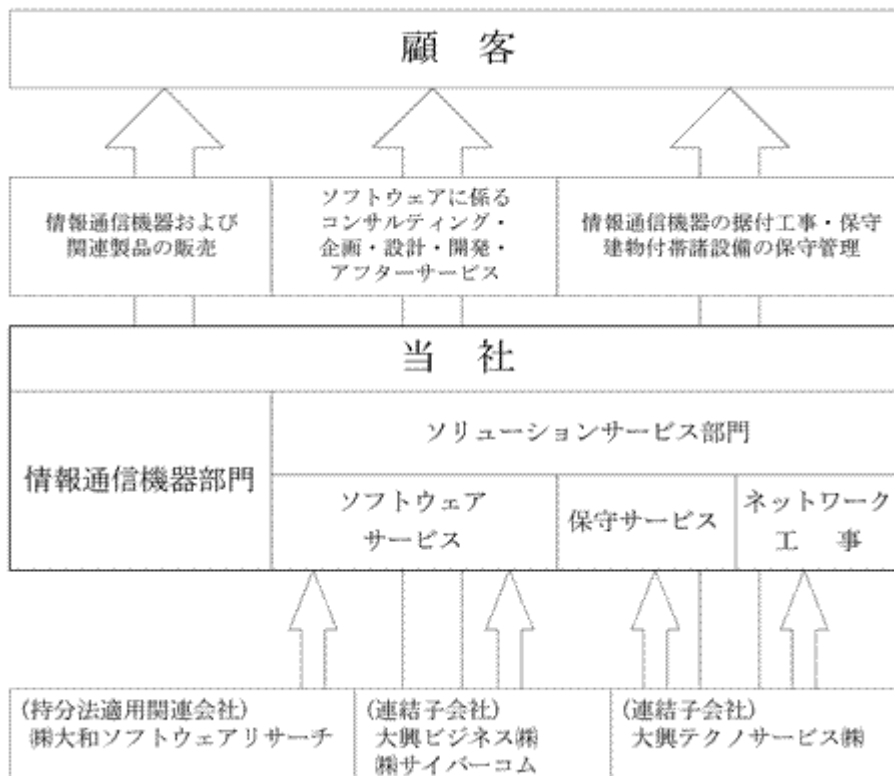 顧 客
情報通信機器および
関連製品の販売
ソフトウェアに係る
コンサルティング・
企画・設計・開発・
アフターサービス
情報通信機器の据付工事・保守
建物付帯諸設備の保守管理
当 社
情報通信機器部門
ソリューションサービス部門
ソフトウェア
サービス
保守サービス
ネットワーク
工 事
(持分法適用関連会社)
㈱大和ソフトウェアリサーチ
(連結子会社)
大興ビジネス㈱
㈱サイバーコム
(連結子会社)
大興テクノサービス㈱